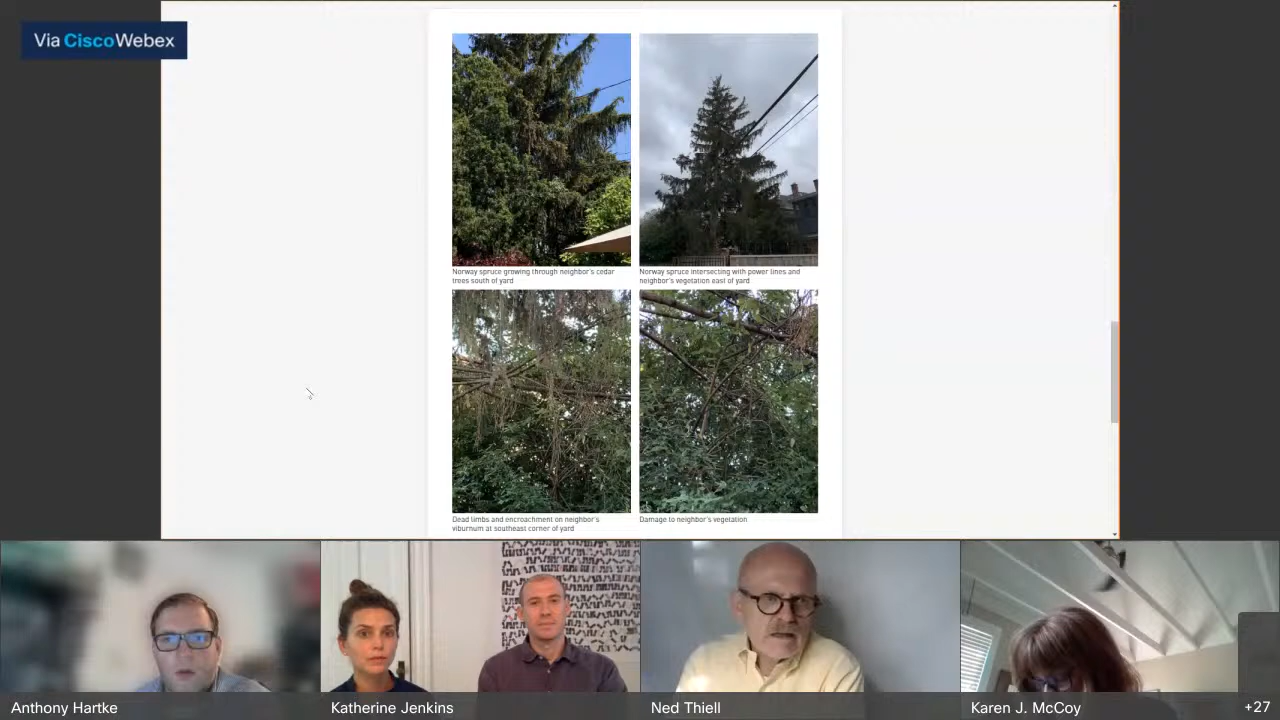 Via Cisco Webex
Norway spruce growing through neighbor's cedar
trees south of yard
Norway spruce intersecting with power lines and
neighbor's vegetation east of yard
Dead limbs and encroachment on neighbor's
viburnum at southeast corner of yard
Damage to neighbor's vegetation
Anthony Hartke
Katherine Jenkins
Ned Thiell
Karen J. McCoy
+27